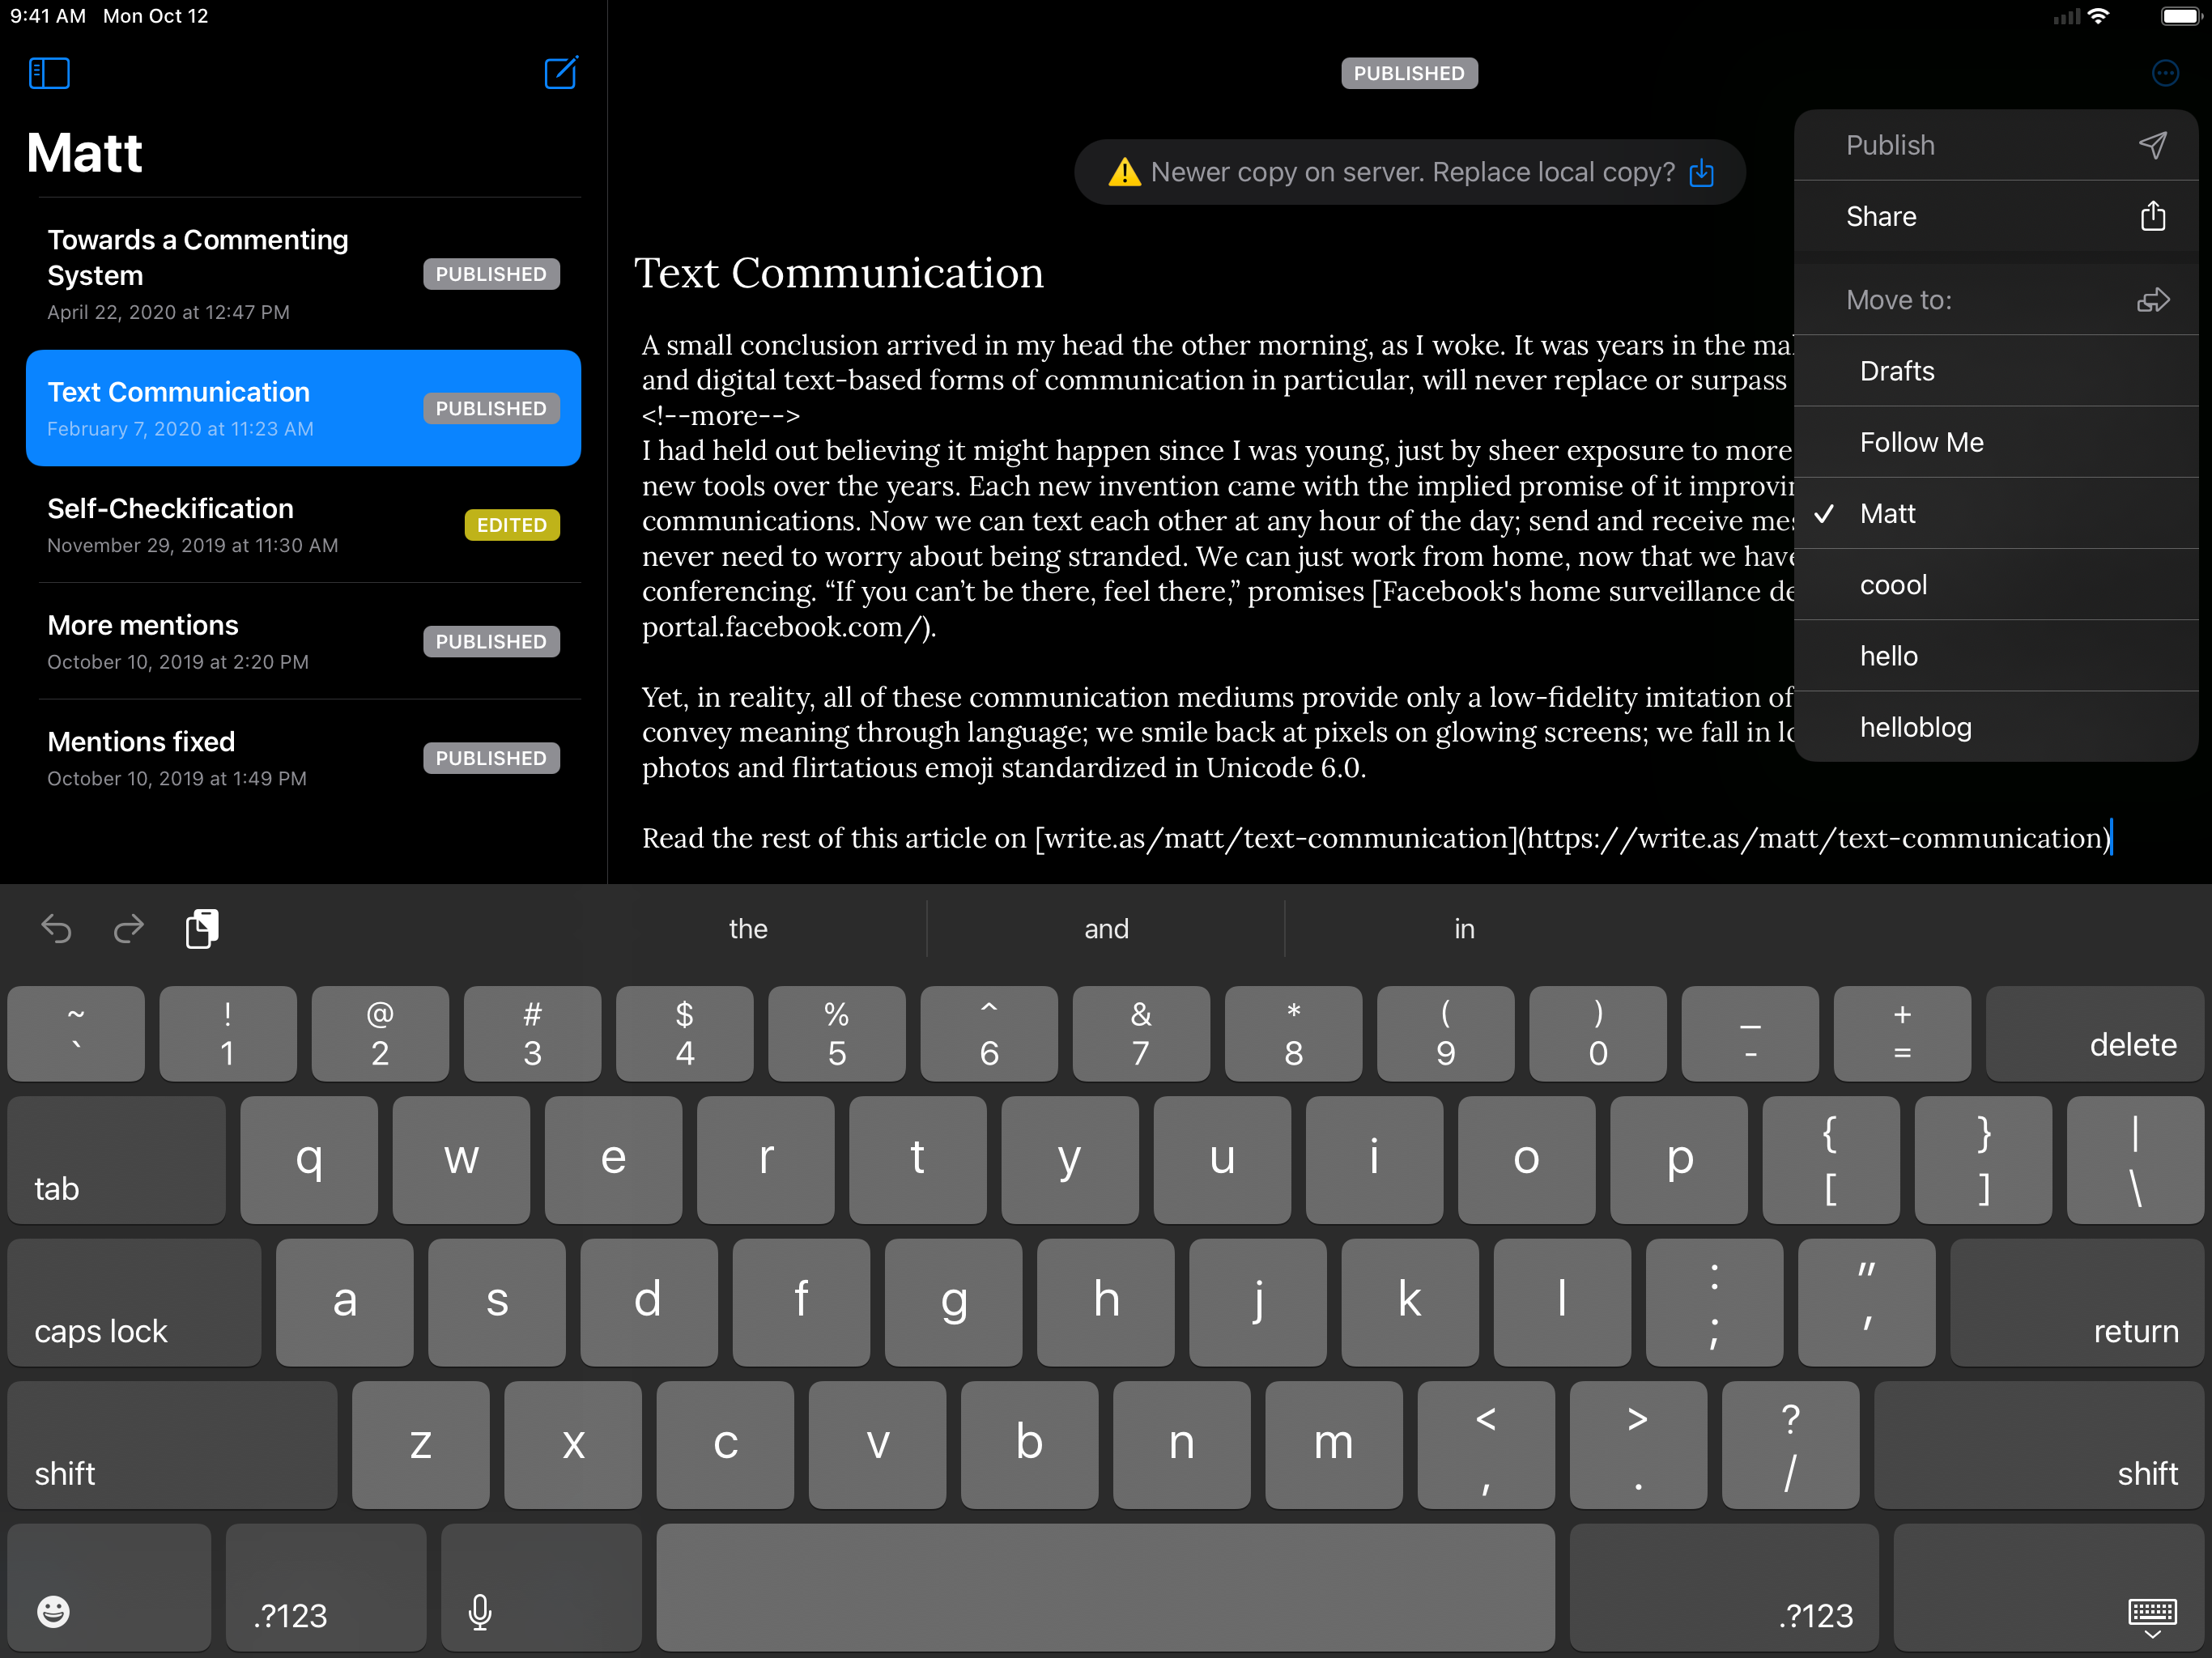 9:41 AM Mon Oct 12
Matt
Towards a Commenting
System
PUBLISHED
April 22, 2020 at 12:47 PM
Text Communication
PUBLISHED
February 7, 2020 at 11:23 AM
Self-Checkification
EDITED
November 29, 2019 at 11:30 AM
More mentions
PUBLISHED
October 10, 2019 at 2:20 PM
Mentions fixed
PUBLISHED
October 10, 2019 at 1:49 PM
PUBLISHED
Newer copy on server. Replace local copy?
Text Communication
A small conclusion arrived in my head the other morning, as I woke. It was years in the
and digital text-based forms of communication in particular, will never replace or surpass
<!--more-->
I had held out believing it might happen since I was young, just by sheer exposure to more
new tools over the years. Each new invention came with the implied promise of it
communications. Now we can text each other at any hour of the day; send and receive
never need to worry about being stranded. We can just work from home, now that we have
conferencing. “If you can’t be there, feel there,” promises [Facebook's home surveillance
portal.facebook.com/).
Yet, in reality, all of these communication mediums provide only a low-fidelity imitation of
convey meaning through language; we smile back at pixels on glowing screens; we fall in
photos and flirtatious emoji standardized in Unicode 6.0.
Read the rest of this article on [write.as/matt/text-communication](https://write.as/matt/text-communication)
Publish
Share
Move to:
Drafts
Follow Me
Matt
coool
hello
helloblog
the and in
~ ! @ # $ % ^ & * ( ) _ +
` 1 2 3 4 5 6 7 8 9 0 - = delete
tab q w e r t y u i o p { [ } ] | \
caps lock a s d f g h j k l : ; " ' return
shift z x c v b n m < , > . ? / shift
.?123 .?123